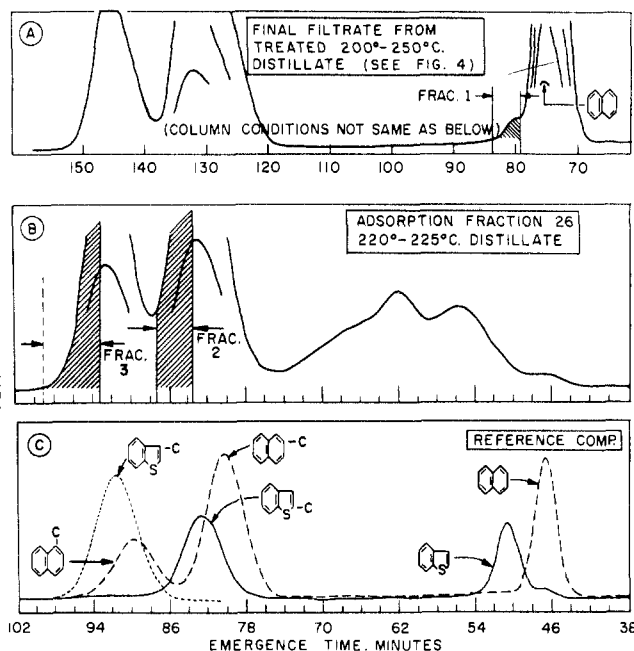 A
FINAL FILTRATE FROM
TREATED 200°-250°C.
DISTILLATE (SEE FIG. 4)
FRAC. 1
(COLUMN CONDITIONS NOT SAME AS BELOW)
150 140 130 120 110 100 90 80 70
B
ADSORPTION FRACTION 26
220°-225°C. DISTILLATE
FRAC.
3
FRAC.
2
C
REFERENCE COMP.
-C
S
-C
S
-C
C
S
102 94 86 78 70 62 54 46 38
EMERGENCE TIME, MINUTES